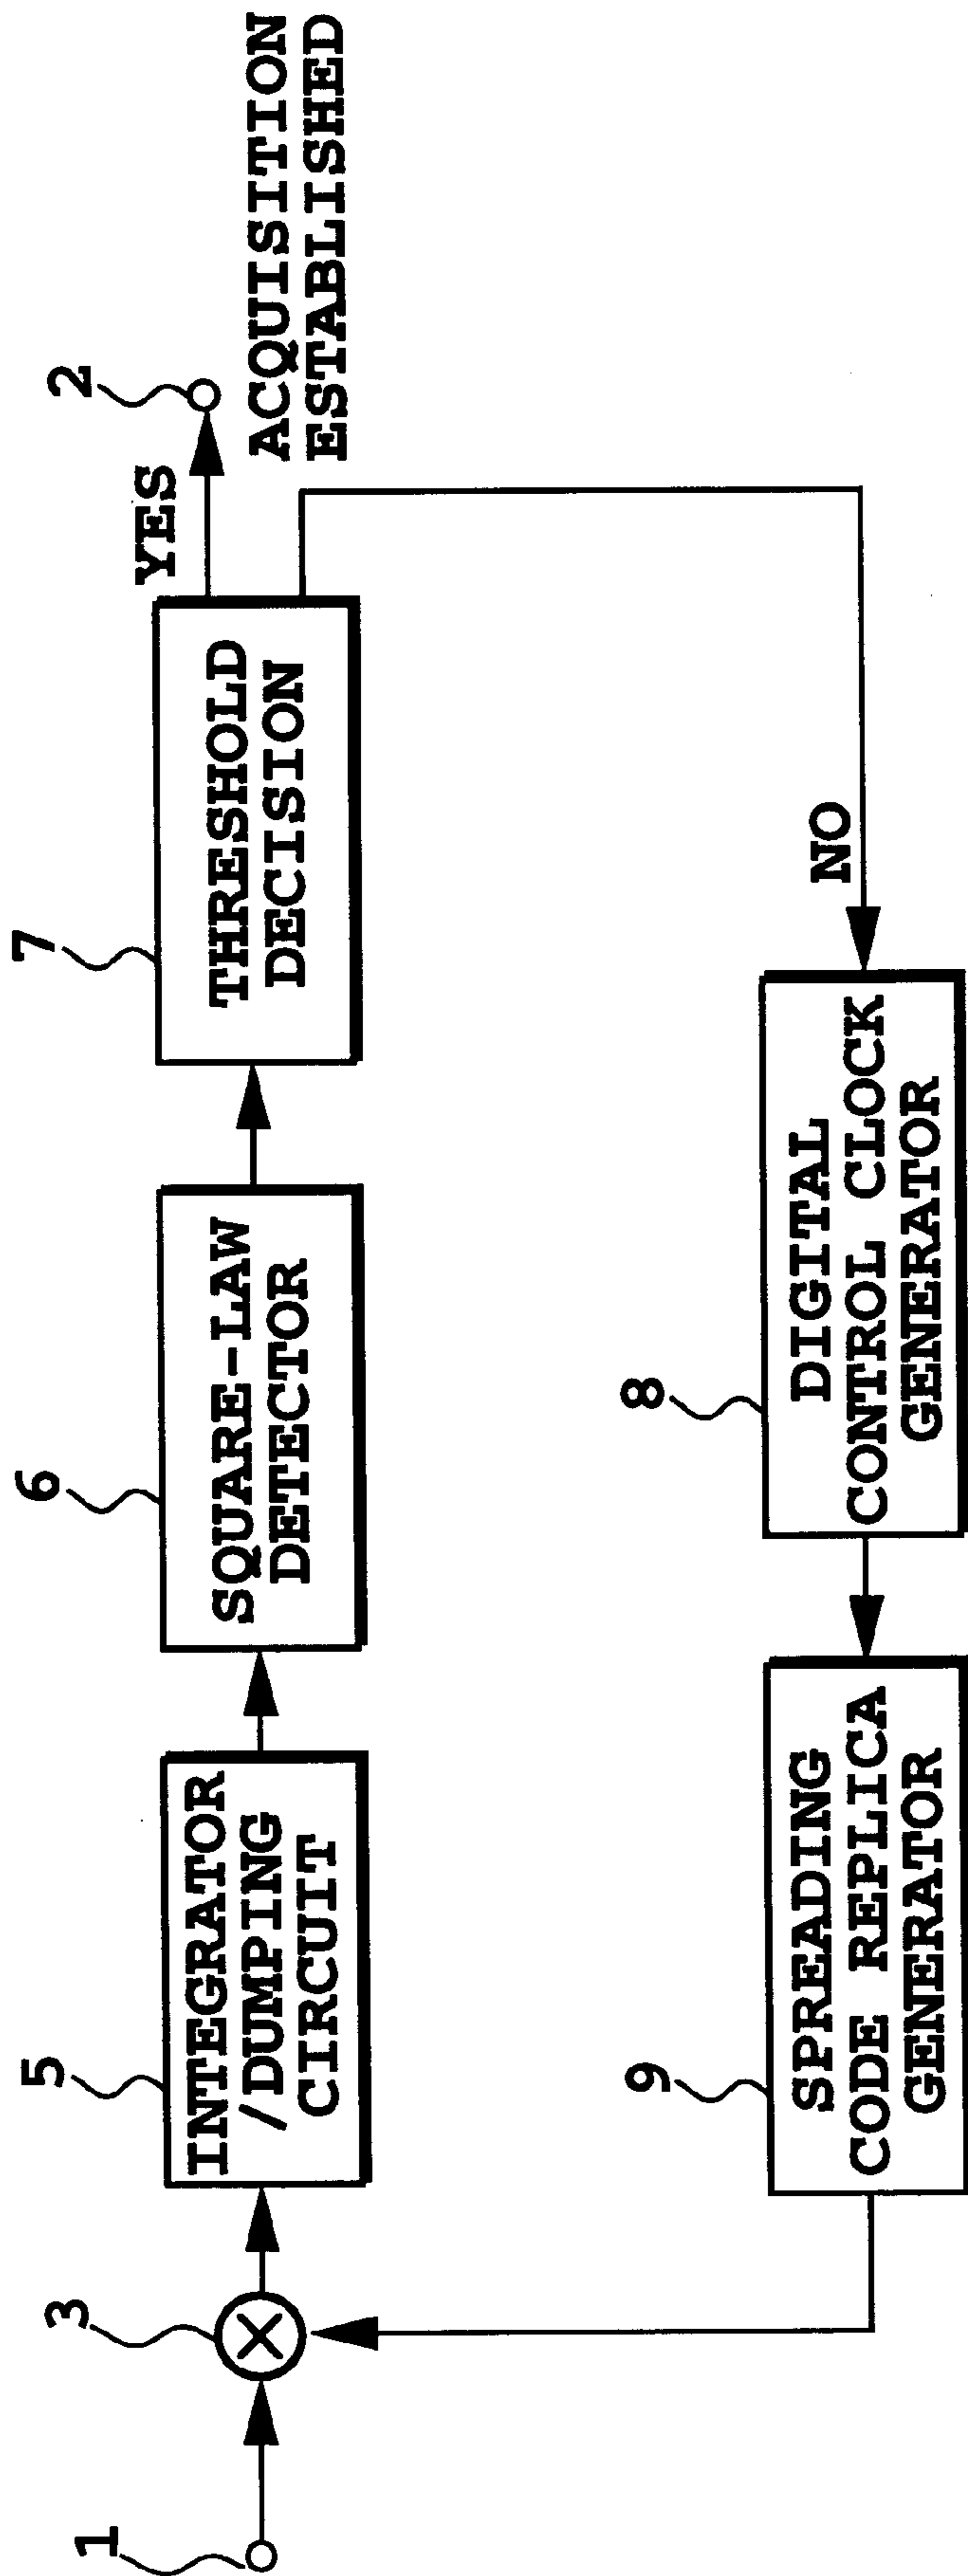 1
3
5
INTEGRATOR
/DUMPING
CIRCUIT
6
SQUARE-LAW
DETECTOR
7
THRESHOLD
DECISION
YES
2
ACQUISITION
ESTABLISHED
NO
8
DIGITAL
CONTROL CLOCK
GENERATOR
9
SPREADING
CODE REPLICA
GENERATOR